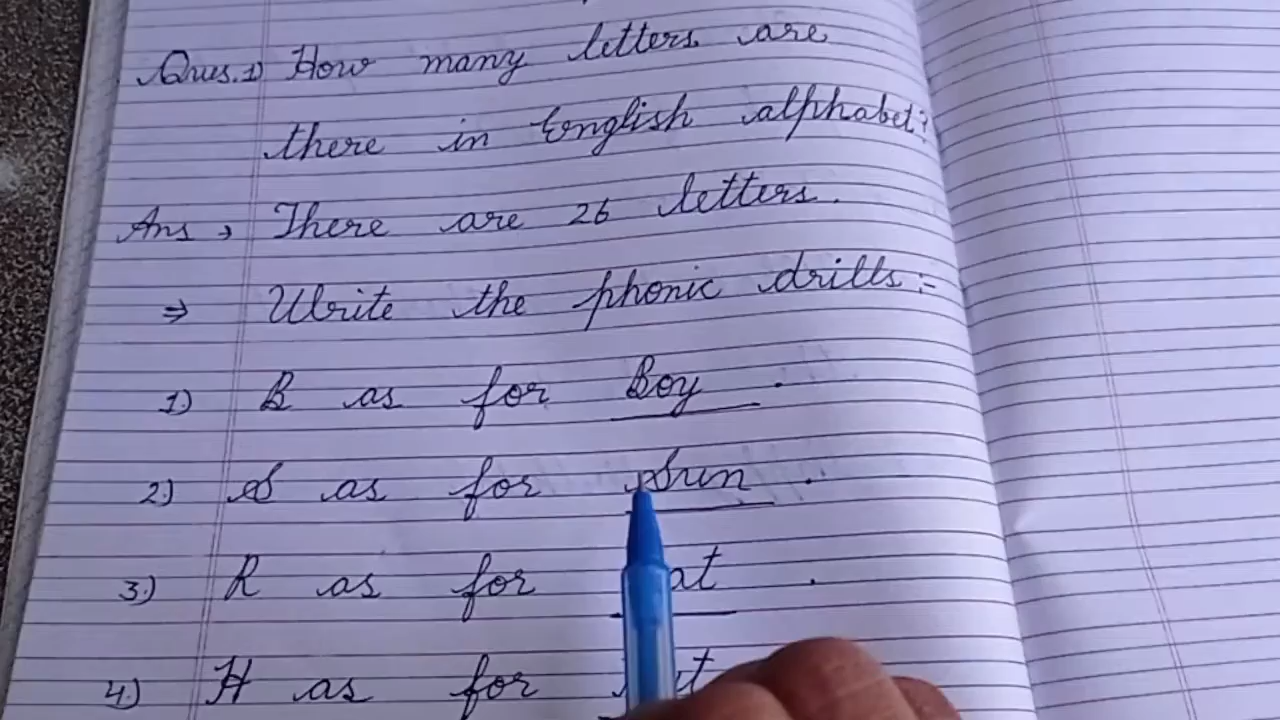 Ques.1) How many letters are
there in English alphabet?
Ans, There are 26 letters.
⇒ Write the phonic drills:-
1) B as for Boy .
2.) S as for Sun .
3.) R as for
4.) H as for